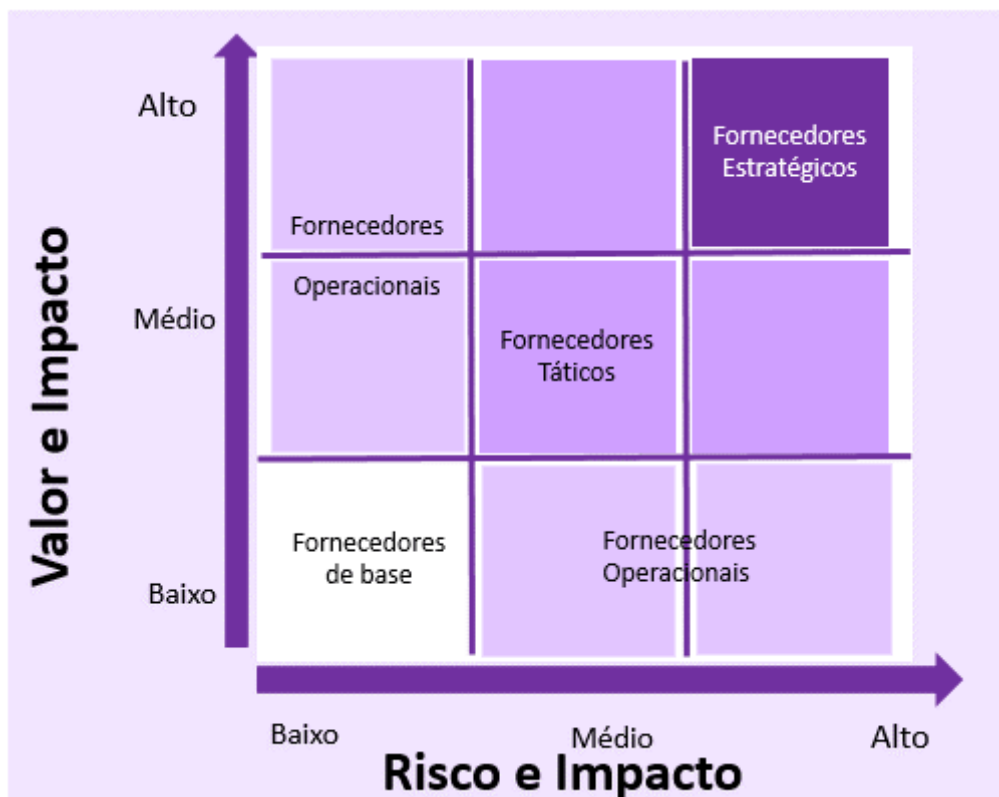 Valor e Impacto
Alto
Médio
Baixo
Fornecedores
Estratégicos
Fornecedores
Operacionais
Fornecedores
Táticos
Fornecedores
de base
Fornecedores
Operacionais
Baixo
Médio
Alto
Risco e Impacto